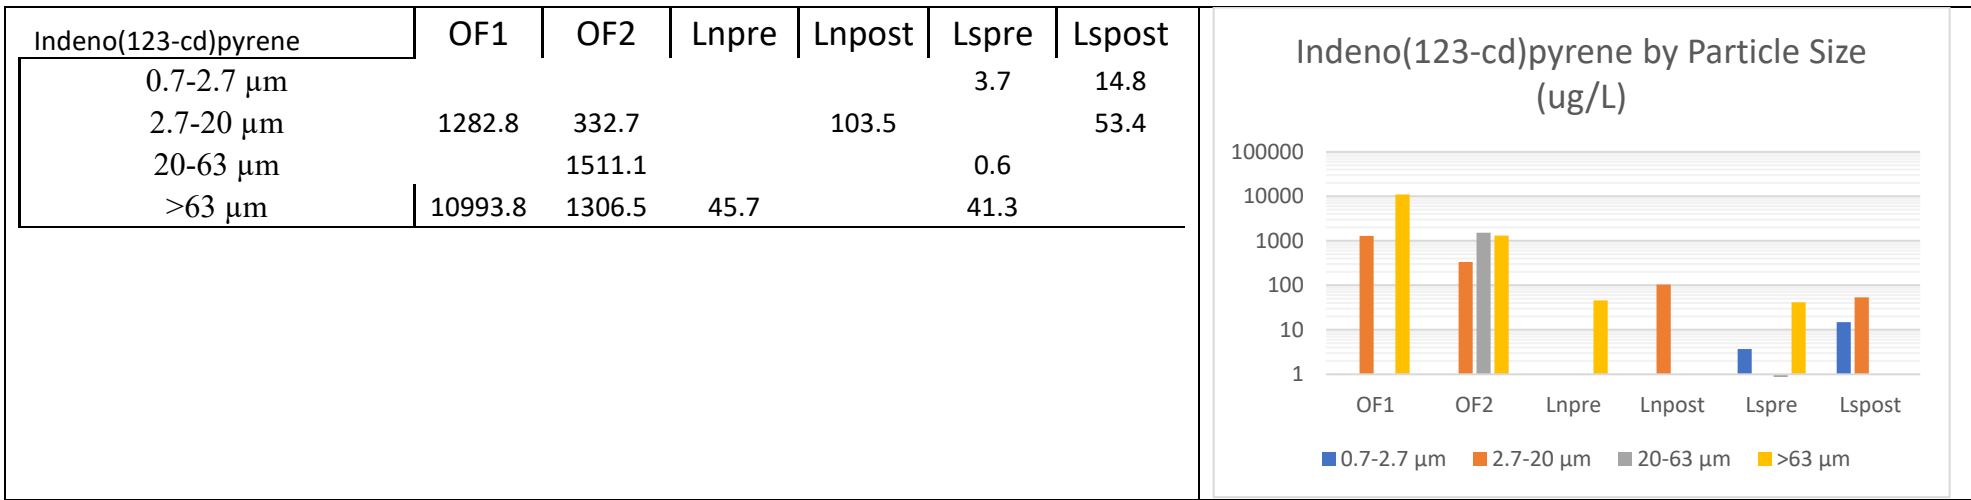 Indeno(123-cd)pyrene OF1 OF2 Lnpre Lnpost Lspre Lspost
0.7-2.7 µm 3.7 14.8
2.7-20 µm 1282.8 332.7 103.5 53.4
20-63 µm 1511.1 0.6
>63 µm 10993.8 1306.5 45.7 41.3
Indeno(123-cd)pyrene by Particle Size
(ug/L)
100000
10000
1000
100
10
1
OF1 OF2 Lnpre Lnpost Lspre Lspost
0.7-2.7 µm 2.7-20 µm 20-63 µm >63 µm